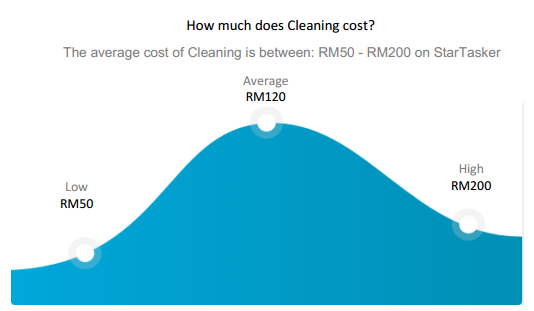 How much does Cleaning cost?
The average cost of Cleaning is between: RM50 - RM200 on StarTasker
Average
RM120
Low
RM50
High
RM200